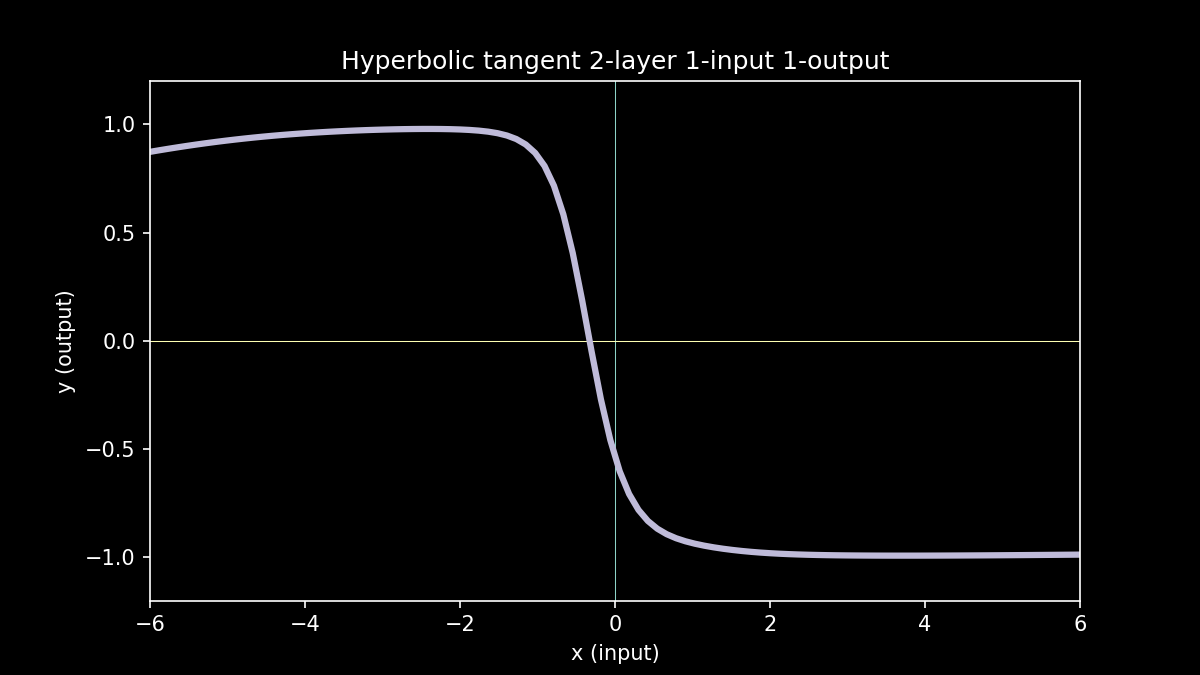 Hyperbolic tangent 2-layer 1-input 1-output
1.0
0.5
0.0
−0.5
−1.0
y (output)
−6 −4 −2 0 2 4 6
x (input)